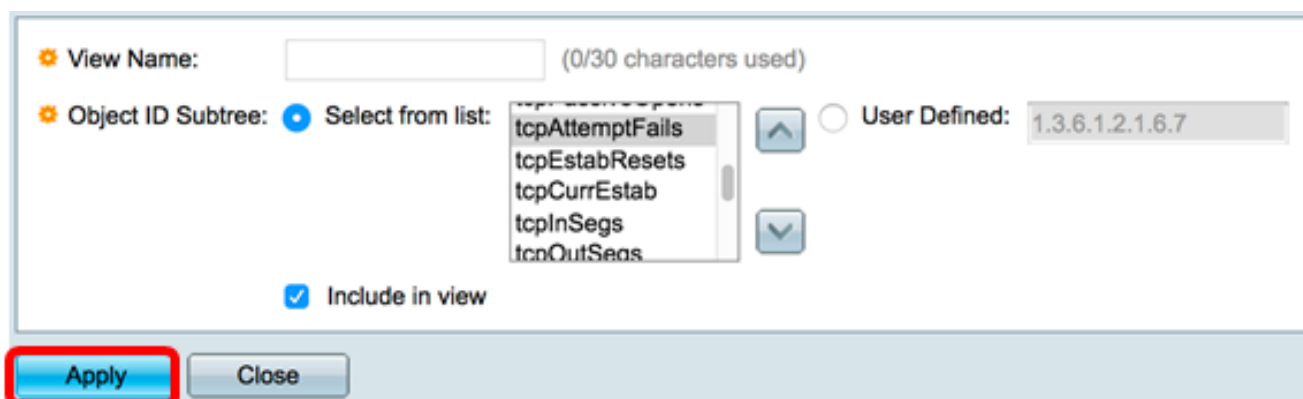 View Name:
(0/30 characters used)
Object ID Subtree:
Select from list:
tcpAttemptFails
tcpEstabResets
tcpCurrEstab
tcpInSegs
tcpOutSegs
User Defined:
1.3.6.1.2.1.6.7
Include in view
Apply
Close